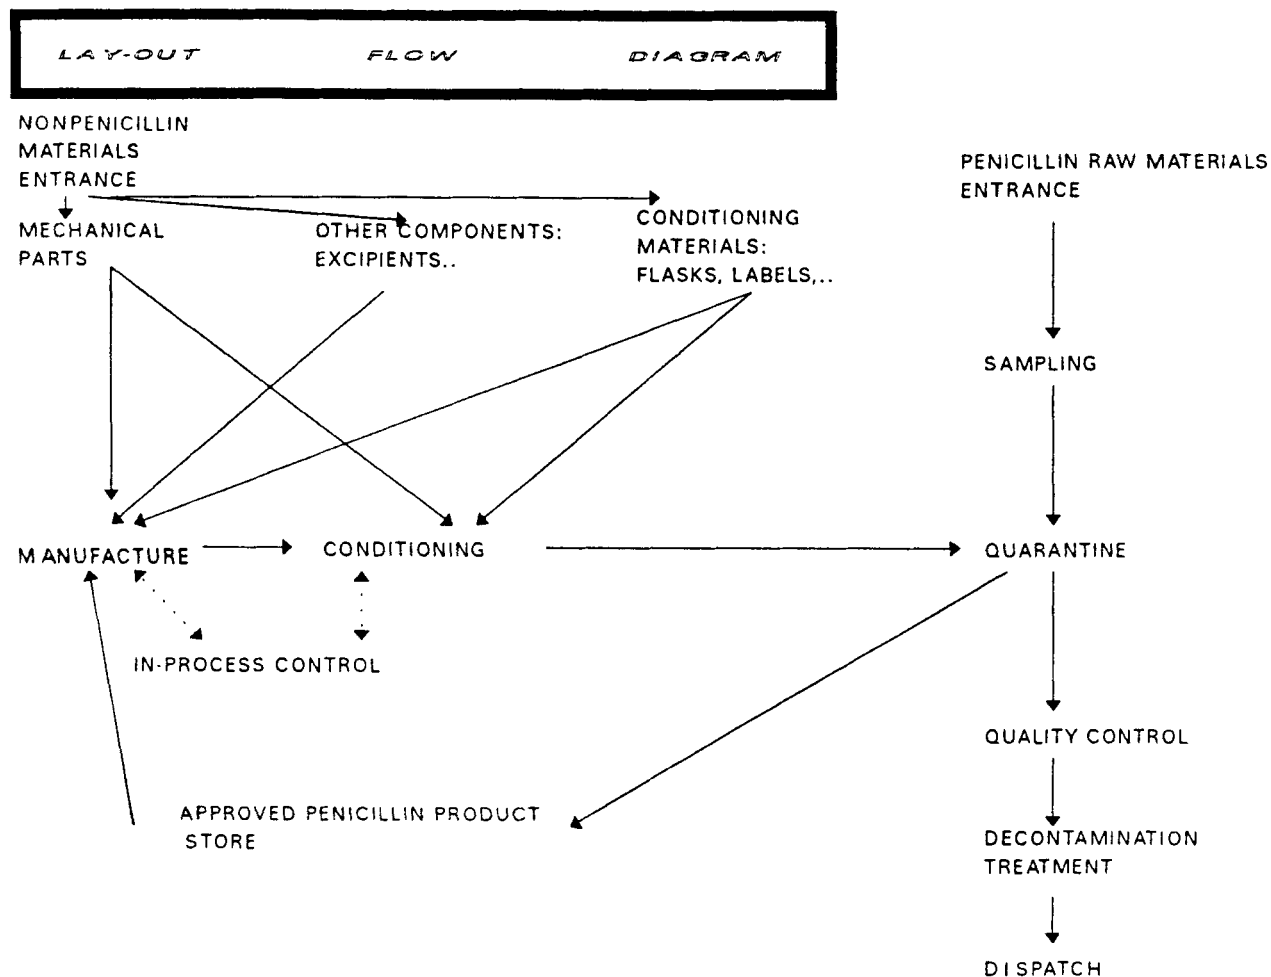 LAY-OUT FLOW DIAGRAM
NONPENICILLIN
MATERIALS
ENTRANCE
PENICILLIN RAW MATERIALS
ENTRANCE
MECHANICAL
PARTS
OTHER COMPONENTS:
EXCIPIENTS..
CONDITIONING
MATERIALS:
FLASKS, LABELS,..
SAMPLING
MANUFACTURE
CONDITIONING
QUARANTINE
IN-PROCESS CONTROL
QUALITY CONTROL
APPROVED PENICILLIN PRODUCT
STORE
DECONTAMINATION
TREATMENT
DISPATCH